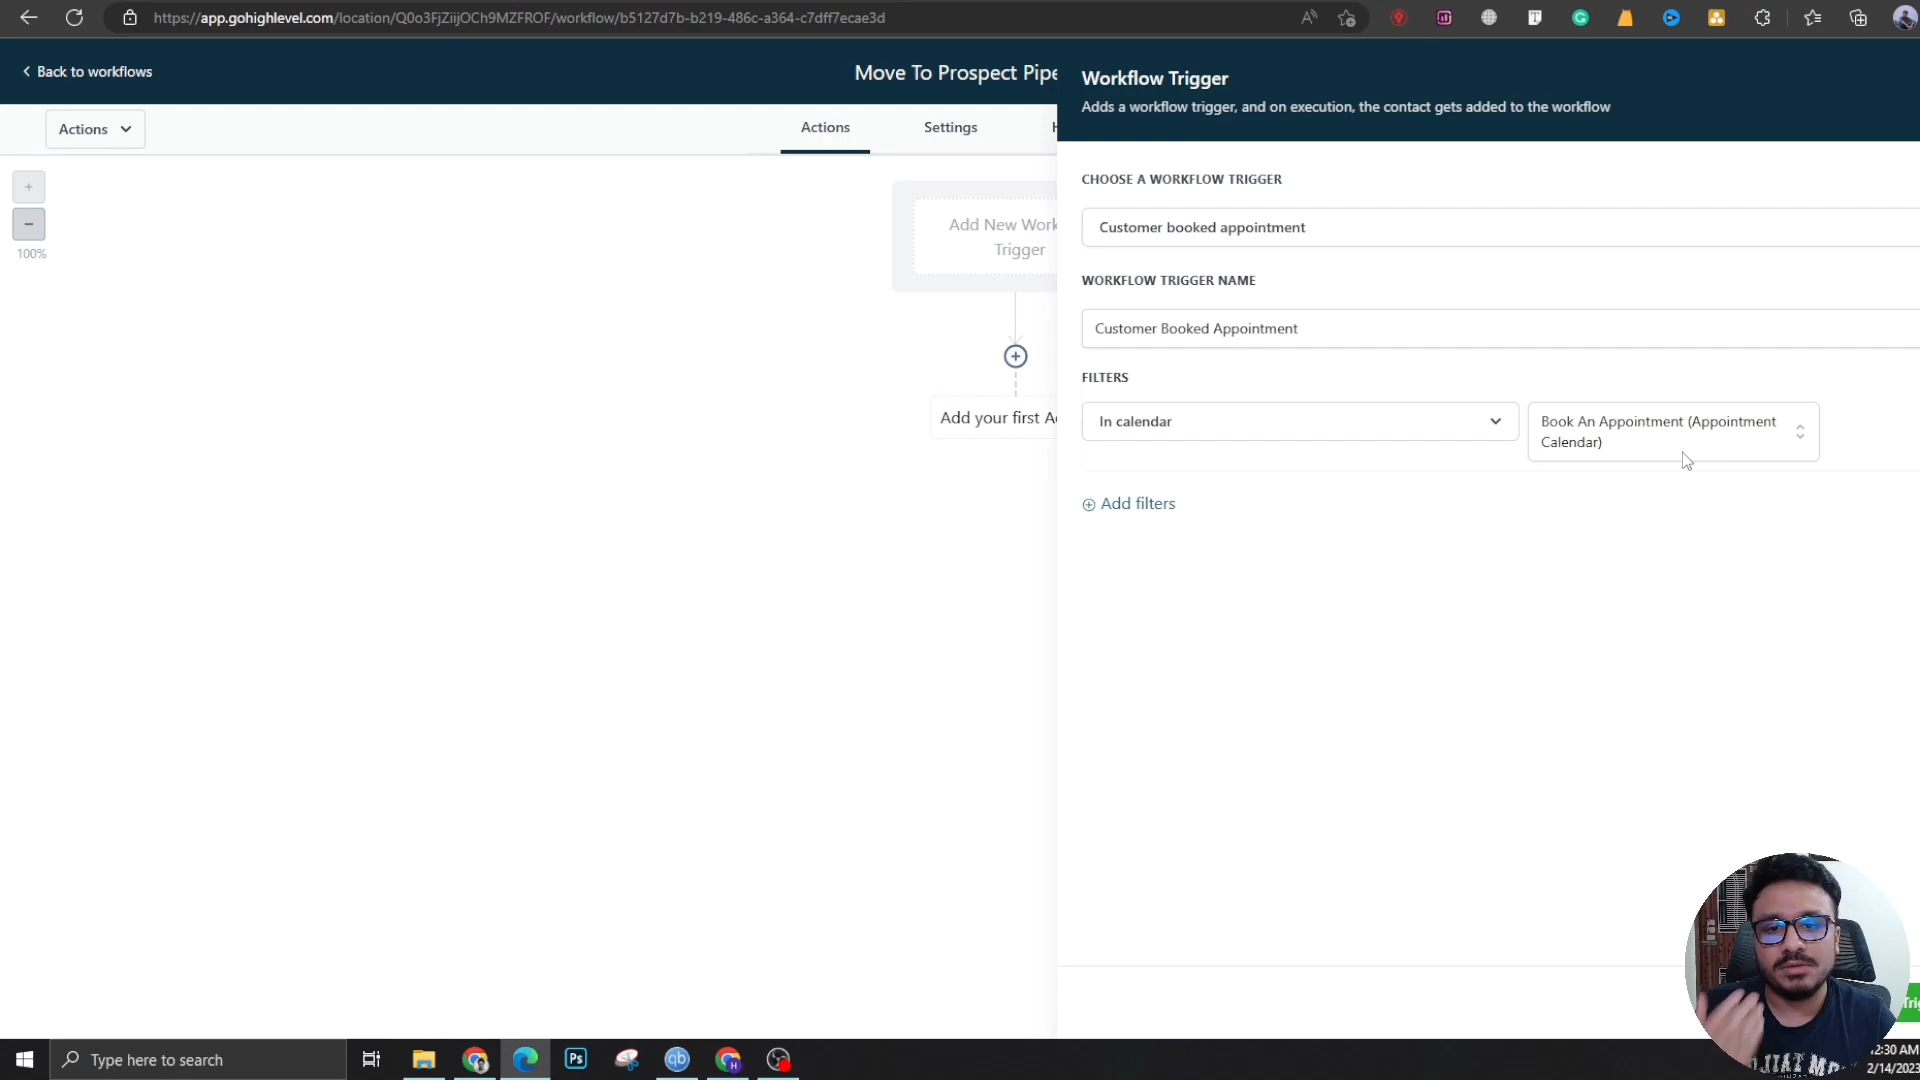 https://app.gohighlevel.com/location/Q0o3FjZiijOCh9MZFROF/workflow/b5127d7b-b219-486c-a364-c7dff7ecae3d
Back to workflows
Move To Prospect Pipe
Workflow Trigger
Adds a workflow trigger, and on execution, the contact gets added to the workflow
Actions
Actions
Settings
100%
Add New Work
Trigger
Add your first Ac
CHOOSE A WORKFLOW TRIGGER
Customer booked appointment
WORKFLOW TRIGGER NAME
Customer Booked Appointment
FILTERS
In calendar
Book An Appointment (Appointment
Calendar)
Add filters
Type here to search
Ps
qb
12:30 AM
2/14/2023